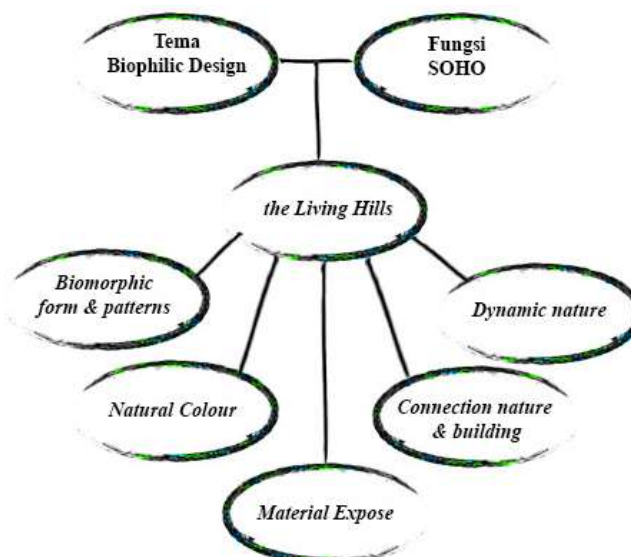 Tema
Biophilic Design
Fungsi
SOHO
the Living Hills
Biomorphic
form & patterns
Dynamic nature
Natural Colour
Connection nature
& building
Material Expose